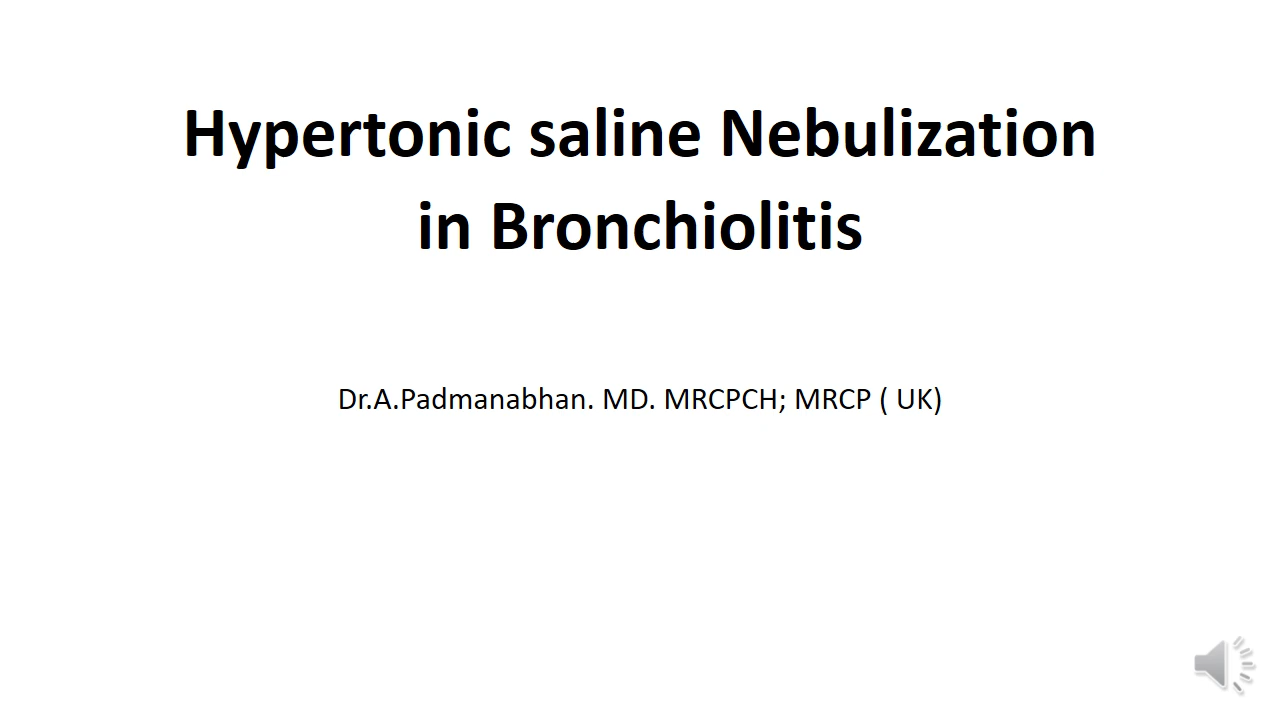 Hypertonic saline Nebulization
in Bronchiolitis
Dr.A.Padmanabhan. MD. MRCPCH; MRCP ( UK)